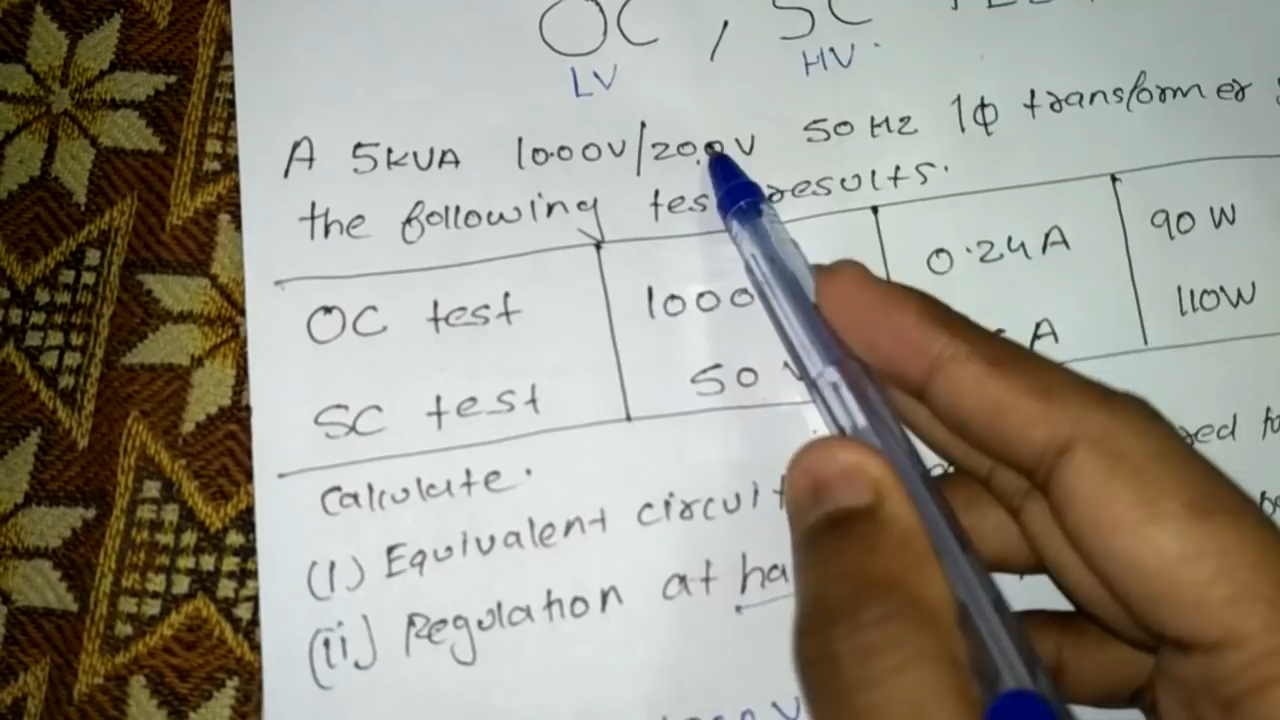 OC , SC
LV HV
A 5KVA 1000V/200V 50HZ 1ϕ transformer
the following results.
OC test 1000 0.24A 90W
SC test 50 A 110W
Calculate.
(i) Equivalent circuit
(ii) Regulation at